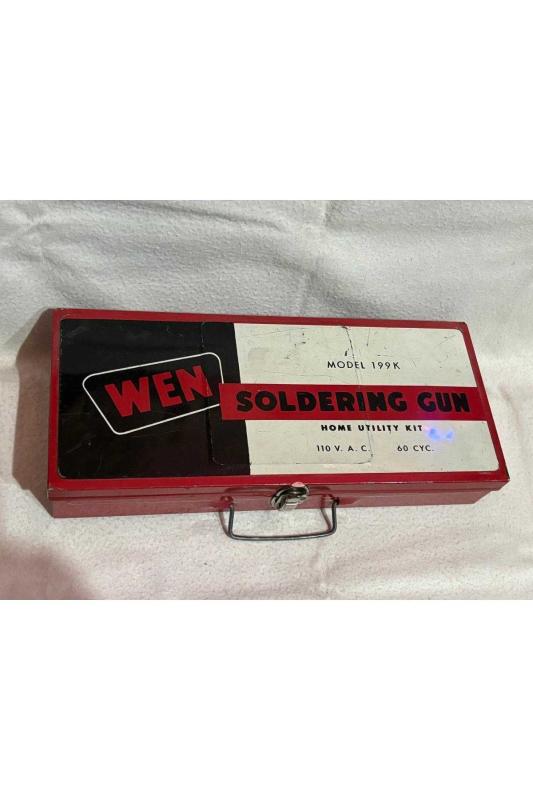 WEN
MODEL 199K
SOLDERING GUN
HOME UTILITY KIT
110 V. A. C. 60 CYC.